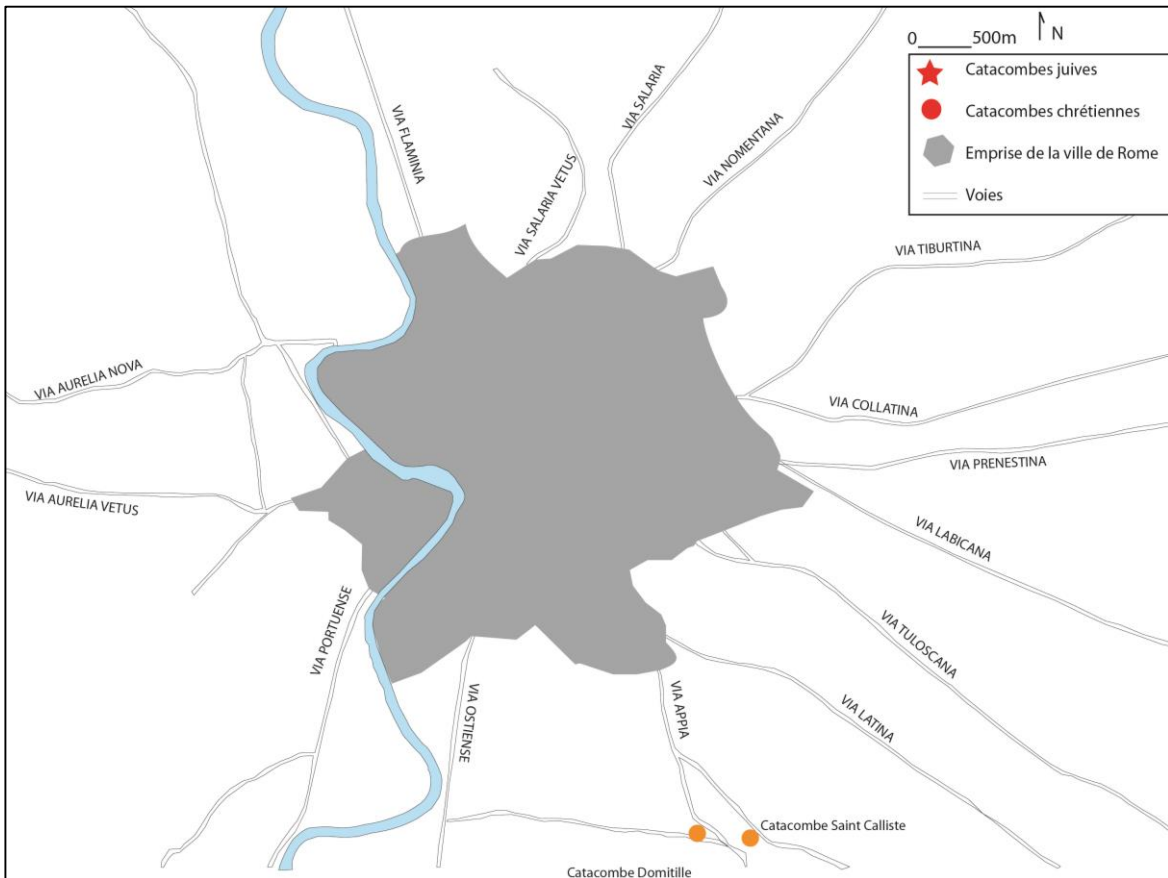 0 500m N
Catacombes juives
Catacombes chrétiennes
Emprise de la ville de Rome
Voies
VIA FLAMINIA
VIA SALARIA VETUS
VIA SALARIA
VIA NOMENTANA
VIA TIBURTINA
VIA AURELIA NOVA
VIA COLLATINA
VIA PRENESTINA
VIA AURELIA VETUS
VIA LABICANA
VIA PORTUENSE
VIA TULOSCANA
VIA OSTIENSE
VIA APPIA
VIA LATINA
Catacombe Saint Calliste
Catacombe Domitille